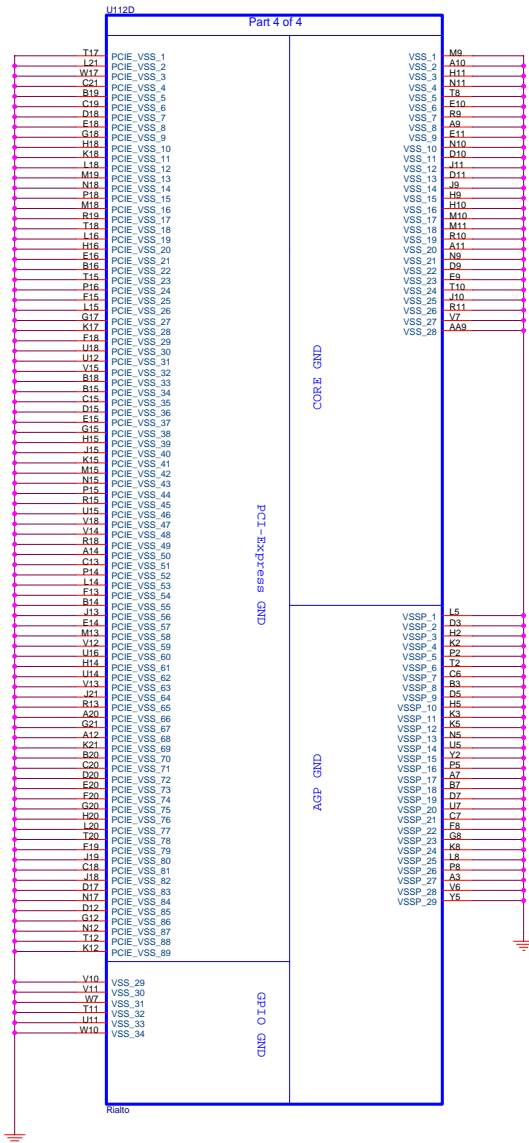 U112D
Part 4 of 4
T17 PCIE_VSS_1
L21 PCIE_VSS_2
W17 PCIE_VSS_3
C21 PCIE_VSS_4
B19 PCIE_VSS_5
C19 PCIE_VSS_6
D18 PCIE_VSS_7
E18 PCIE_VSS_8
G18 PCIE_VSS_9
H18 PCIE_VSS_10
K18 PCIE_VSS_11
L18 PCIE_VSS_12
M19 PCIE_VSS_13
N18 PCIE_VSS_14
P18 PCIE_VSS_15
M18 PCIE_VSS_16
R19 PCIE_VSS_17
T18 PCIE_VSS_18
L16 PCIE_VSS_19
H16 PCIE_VSS_20
E16 PCIE_VSS_21
B16 PCIE_VSS_22
T15 PCIE_VSS_23
P16 PCIE_VSS_24
F15 PCIE_VSS_25
L15 PCIE_VSS_26
G17 PCIE_VSS_27
K17 PCIE_VSS_28
F18 PCIE_VSS_29
U18 PCIE_VSS_30
U12 PCIE_VSS_31
V15 PCIE_VSS_32
B18 PCIE_VSS_33
B15 PCIE_VSS_34
C15 PCIE_VSS_35
D15 PCIE_VSS_36
E15 PCIE_VSS_37
G15 PCIE_VSS_38
H15 PCIE_VSS_39
J15 PCIE_VSS_40
K15 PCIE_VSS_41
M15 PCIE_VSS_42
N15 PCIE_VSS_43
P15 PCIE_VSS_44
R15 PCIE_VSS_45
U15 PCIE_VSS_46
V18 PCIE_VSS_47
V14 PCIE_VSS_48
R18 PCIE_VSS_49
A14 PCIE_VSS_50
C13 PCIE_VSS_51
P14 PCIE_VSS_52
L14 PCIE_VSS_53
F13 PCIE_VSS_54
B14 PCIE_VSS_55
J13 PCIE_VSS_56
E14 PCIE_VSS_57
M13 PCIE_VSS_58
V12 PCIE_VSS_59
U16 PCIE_VSS_60
H14 PCIE_VSS_61
U14 PCIE_VSS_62
V13 PCIE_VSS_63
J21 PCIE_VSS_64
R13 PCIE_VSS_65
A20 PCIE_VSS_66
G21 PCIE_VSS_67
A12 PCIE_VSS_68
K21 PCIE_VSS_69
B20 PCIE_VSS_70
C20 PCIE_VSS_71
D20 PCIE_VSS_72
E20 PCIE_VSS_73
F20 PCIE_VSS_74
G20 PCIE_VSS_75
H20 PCIE_VSS_76
L20 PCIE_VSS_77
T20 PCIE_VSS_78
F19 PCIE_VSS_79
J19 PCIE_VSS_80
C18 PCIE_VSS_81
J18 PCIE_VSS_82
D17 PCIE_VSS_83
N17 PCIE_VSS_84
D12 PCIE_VSS_85
G12 PCIE_VSS_86
N12 PCIE_VSS_87
T12 PCIE_VSS_88
K12 PCIE_VSS_89
V10 VSS_29
V11 VSS_30
W7 VSS_31
T11 VSS_32
U11 VSS_33
W10 VSS_34
PCI-Express GND
GPIO GND
CORE GND
AGP GND
VSS_1 M9
VSS_2 A10
VSS_3 H11
VSS_4 N11
VSS_5 T8
VSS_6 E10
VSS_7 R9
VSS_8 A9
VSS_9 E11
VSS_10 N10
VSS_11 D10
VSS_12 J11
VSS_13 D11
VSS_14 J9
VSS_15 H9
VSS_16 H10
VSS_17 M10
VSS_18 M11
VSS_19 R10
VSS_20 A11
VSS_21 N9
VSS_22 D9
VSS_23 E9
VSS_24 T10
VSS_25 J10
VSS_26 R11
VSS_27 V7
VSS_28 AA9
VSSP_1 L5
VSSP_2 D3
VSSP_3 H2
VSSP_4 K2
VSSP_5 P2
VSSP_6 T2
VSSP_7 C6
VSSP_8 B3
VSSP_9 D5
VSSP_10 H5
VSSP_11 K3
VSSP_12 K5
VSSP_13 N5
VSSP_14 U5
VSSP_15 Y2
VSSP_16 P5
VSSP_17 A7
VSSP_18 B7
VSSP_19 D7
VSSP_20 U7
VSSP_21 C7
VSSP_22 F8
VSSP_23 G8
VSSP_24 K8
VSSP_25 L8
VSSP_26 P8
VSSP_27 A3
VSSP_28 V6
VSSP_29 Y5
Rialto